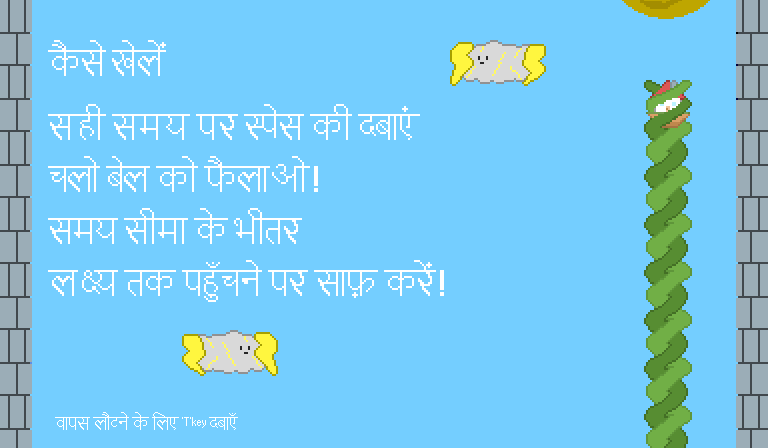 कैसे खेलें
सही समय पर स्पेस की दबाएं
चलो बेल को फैलाओ!
समय सीमा के भीतर
लक्ष्य तक पहुँचने पर साफ़ करें!
वापस लौटने के लिए 'T'key दबाएँ